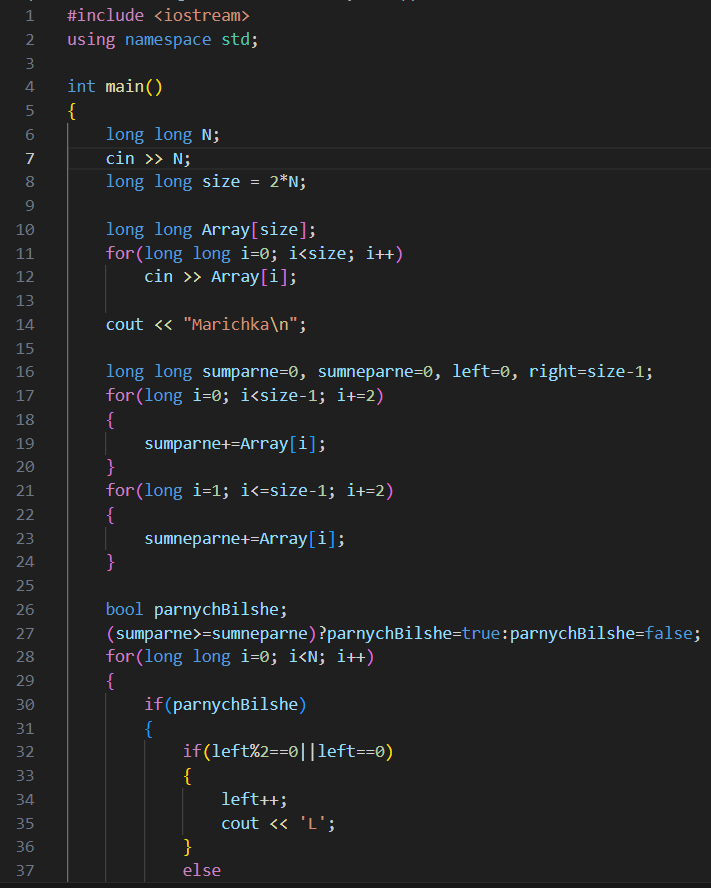 1 #include <iostream>
2 using namespace std;
3
4 int main()
5 {
6 long long N;
7 cin >> N;
8 long long size = 2*N;
9
10 long long Array[size];
11 for(long long i=0; i<size; i++)
12 cin >> Array[i];
13
14 cout << "Marichka\n";
15
16 long long sumparne=0, sumneparne=0, left=0, right=size-1;
17 for(long i=0; i<size-1; i+=2)
18 {
19 sumparne+=Array[i];
20 }
21 for(long i=1; i<=size-1; i+=2)
22 {
23 sumneparne+=Array[i];
24 }
25
26 bool parnychBilshe;
27 (sumparne>=sumneparne)?parnychBilshe=true:parnychBilshe=false;
28 for(long long i=0; i<N; i++)
29 {
30 if(parnychBilshe)
31 {
32 if(left%2==0||left==0)
33 {
34 left++;
35 cout << 'L';
36 }
37 else